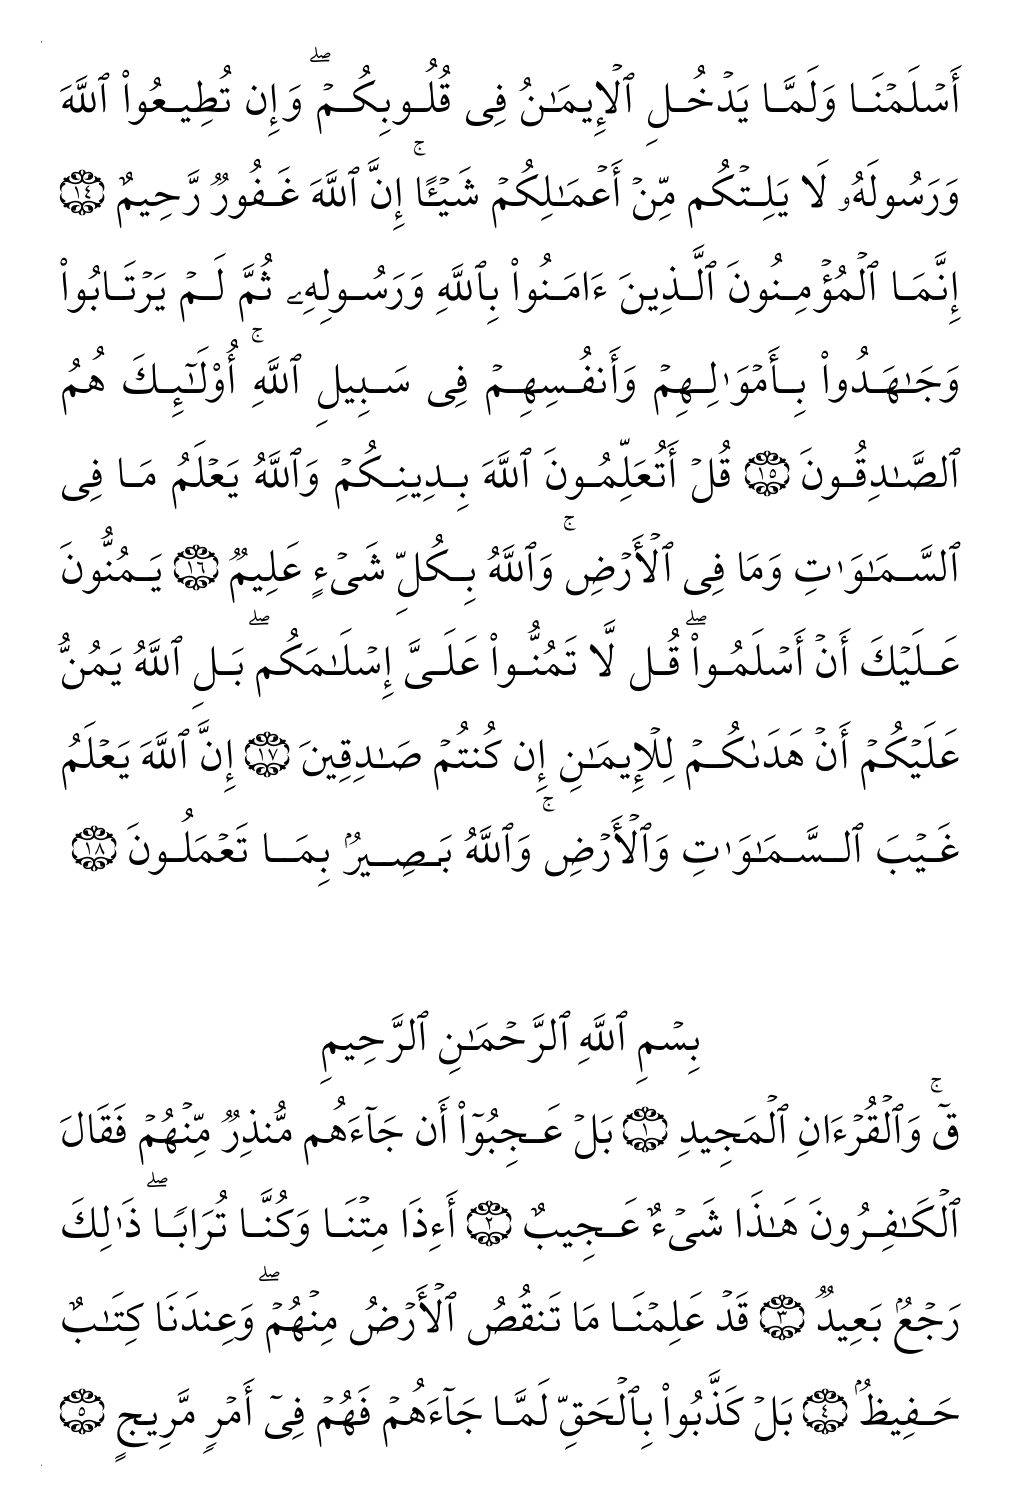 أَسۡلَمۡنَا وَلَمَّا يَدۡخُلِ ٱلۡإِيمَٰنُ فِى قُلُوبِكُمۡۖ وَإِن تُطِيعُوا۟ ٱللَّهَ
وَرَسُولَهُۥ لَا يَلِتۡكُم مِّنۡ أَعۡمَٰلِكُمۡ شَيۡـًٔاۚ إِنَّ ٱللَّهَ غَفُورٌ رَّحِيمٌ ١٤
إِنَّمَا ٱلۡمُؤۡمِنُونَ ٱلَّذِينَ ءَامَنُوا۟ بِٱللَّهِ وَرَسُولِهِۦ ثُمَّ لَمۡ يَرۡتَابُوا۟
وَجَٰهَدُوا۟ بِأَمۡوَٰلِهِمۡ وَأَنفُسِهِمۡ فِى سَبِيلِ ٱللَّهِۚ أُو۟لَٰٓئِكَ هُمُ
ٱلصَّٰدِقُونَ ١٥ قُلۡ أَتُعَلِّمُونَ ٱللَّهَ بِدِينِكُمۡ وَٱللَّهُ يَعۡلَمُ مَا فِى
ٱلسَّمَٰوَٰتِ وَمَا فِى ٱلۡأَرۡضِۚ وَٱللَّهُ بِكُلِّ شَىۡءٍ عَلِيمٌ ١٦ يَمُنُّونَ
عَلَيۡكَ أَنۡ أَسۡلَمُوا۟ۖ قُل لَّا تَمُنُّوا۟ عَلَىَّ إِسۡلَٰمَكُمۖ بَلِ ٱللَّهُ يَمُنُّ
عَلَيۡكُمۡ أَنۡ هَدَىٰكُمۡ لِلۡإِيمَٰنِ إِن كُنتُمۡ صَٰدِقِينَ ١٧ إِنَّ ٱللَّهَ يَعۡلَمُ
غَيۡبَ ٱلسَّمَٰوَٰتِ وَٱلۡأَرۡضِۚ وَٱللَّهُ بَصِيرُۢ بِمَا تَعۡمَلُونَ ١٨
بِسۡمِ ٱللَّهِ ٱلرَّحۡمَٰنِ ٱلرَّحِيمِ
قٓۚ وَٱلۡقُرۡءَانِ ٱلۡمَجِيدِ ١ بَلۡ عَجِبُوٓا۟ أَن جَآءَهُم مُّنذِرٌ مِّنۡهُمۡ فَقَالَ
ٱلۡكَٰفِرُونَ هَٰذَا شَىۡءٌ عَجِيبٌ ٢ أَءِذَا مِتۡنَا وَكُنَّا تُرَابًاۖ ذَٰلِكَ
رَجۡعُۢ بَعِيدٌ ٣ قَدۡ عَلِمۡنَا مَا تَنقُصُ ٱلۡأَرۡضُ مِنۡهُمۡۖ وَعِندَنَا كِتَٰبٌ
حَفِيظُۢ ٤ بَلۡ كَذَّبُوا۟ بِٱلۡحَقِّ لَمَّا جَآءَهُمۡ فَهُمۡ فِىٓ أَمۡرٍ مَّرِيجٍ ٥